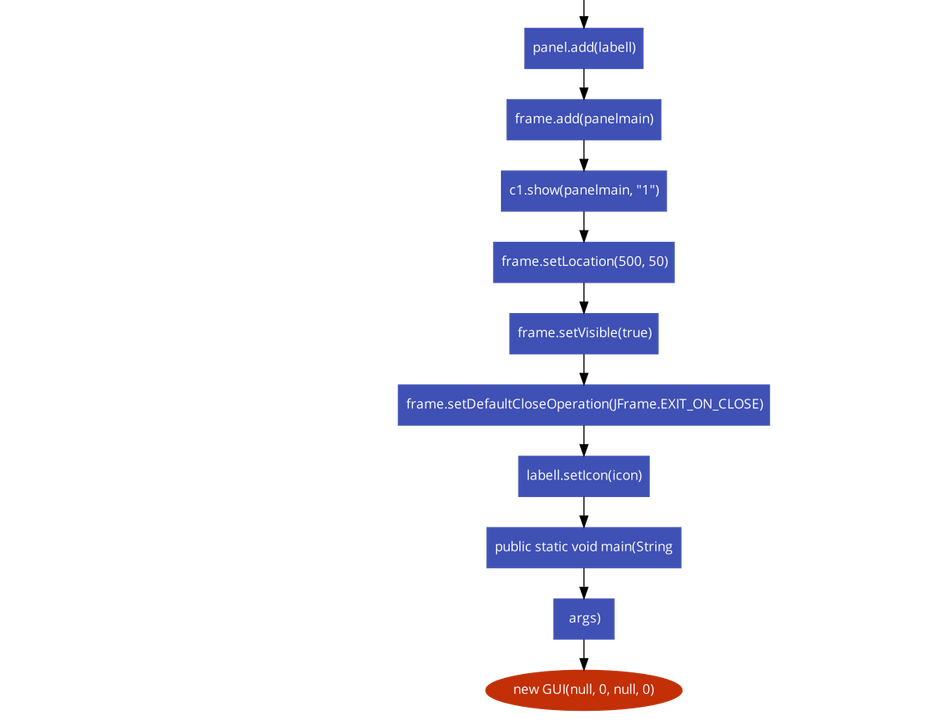 panel.add(labell)
frame.add(panelmain)
c1.show(panelmain, "1")
frame.setLocation(500, 50)
frame.setVisible(true)
frame.setDefaultCloseOperation(JFrame.EXIT_ON_CLOSE)
labell.setIcon(icon)
public static void main(String
args)
new GUI(null, 0, null, 0)